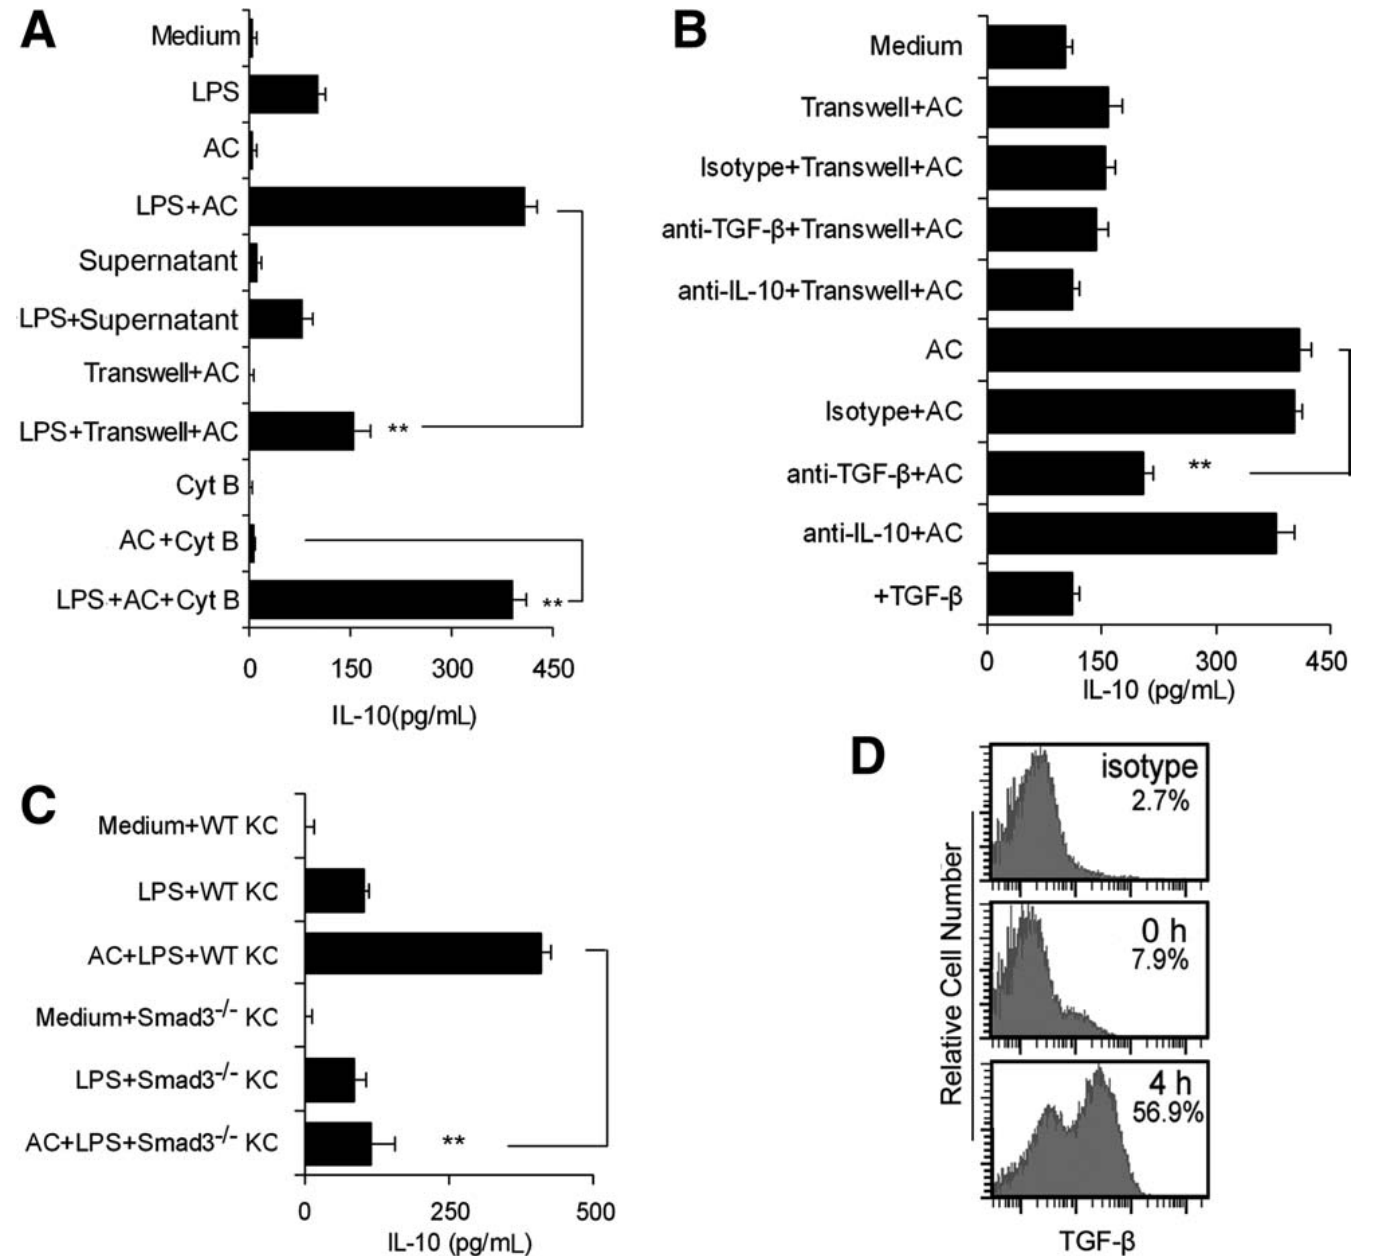 A
Medium
LPS
AC
LPS+AC
Supernatant
LPS+Supernatant
Transwell+AC
LPS+Transwell+AC
**
Cyt B
AC+Cyt B
LPS+AC+Cyt B
**
0 150 300 450
IL-10(pg/mL)
B
Medium
Transwell+AC
Isotype+Transwell+AC
anti-TGF-β+Transwell+AC
anti-IL-10+Transwell+AC
AC
Isotype+AC
anti-TGF-β+AC
**
anti-IL-10+AC
+TGF-β
0 150 300 450
IL-10 (pg/mL)
C
Medium+WT KC
LPS+WT KC
AC+LPS+WT KC
Medium+Smad3⁻/⁻ KC
LPS+Smad3⁻/⁻ KC
AC+LPS+Smad3⁻/⁻ KC
**
0 250 500
IL-10 (pg/mL)
D
isotype
2.7%
0 h
7.9%
4 h
56.9%
Relative Cell Number
TGF-β